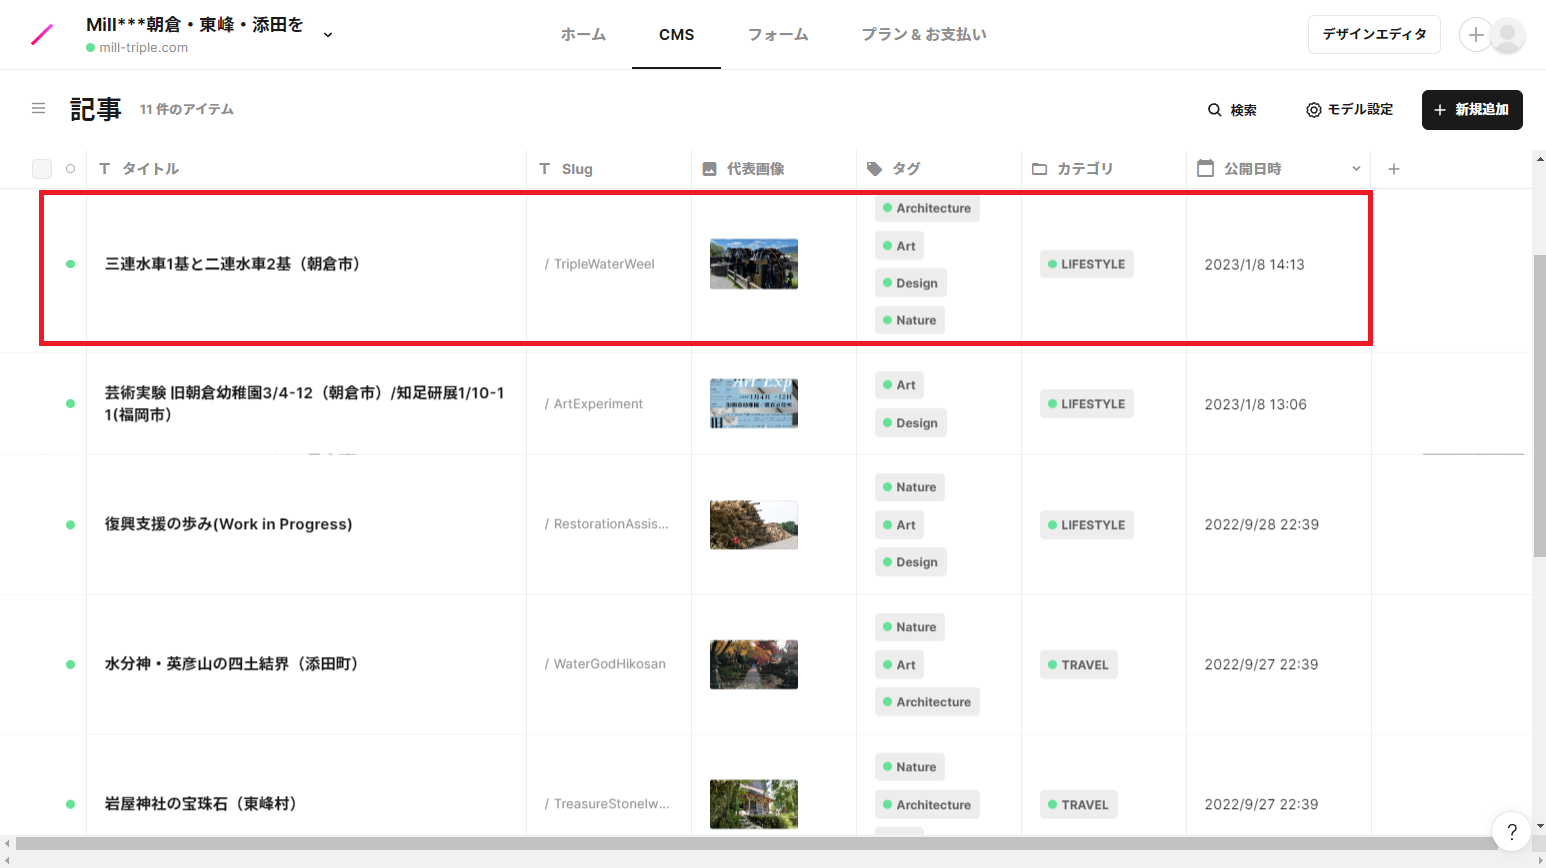 Mill***朝倉・東峰・添田を
mill-triple.com
ホーム
CMS
フォーム
プラン & お支払い
デザインエディタ
記事
11 件のアイテム
検索
モデル設定
新規追加
タイトル
Slug
代表画像
タグ
カテゴリ
公開日時
三連水車1基と二連水車2基（朝倉市）
/ TripleWaterWeel
Architecture
Art
Design
Nature
LIFESTYLE
2023/1/8 14:13
芸術実験 旧朝倉幼稚園3/4-12（朝倉市）/知足研展1/10-1
1(福岡市）
/ ArtExperiment
Art
Design
LIFESTYLE
2023/1/8 13:06
復興支援の歩み(Work in Progress)
/ RestorationAssis...
Nature
Art
Design
LIFESTYLE
2022/9/28 22:39
水分神・英彦山の四土結界（添田町）
/ WaterGodHikosan
Nature
Art
Architecture
TRAVEL
2022/9/27 22:39
岩屋神社の宝珠石（東峰村）
/ TreasureStoneIw...
Nature
Architecture
TRAVEL
2022/9/27 22:39
?